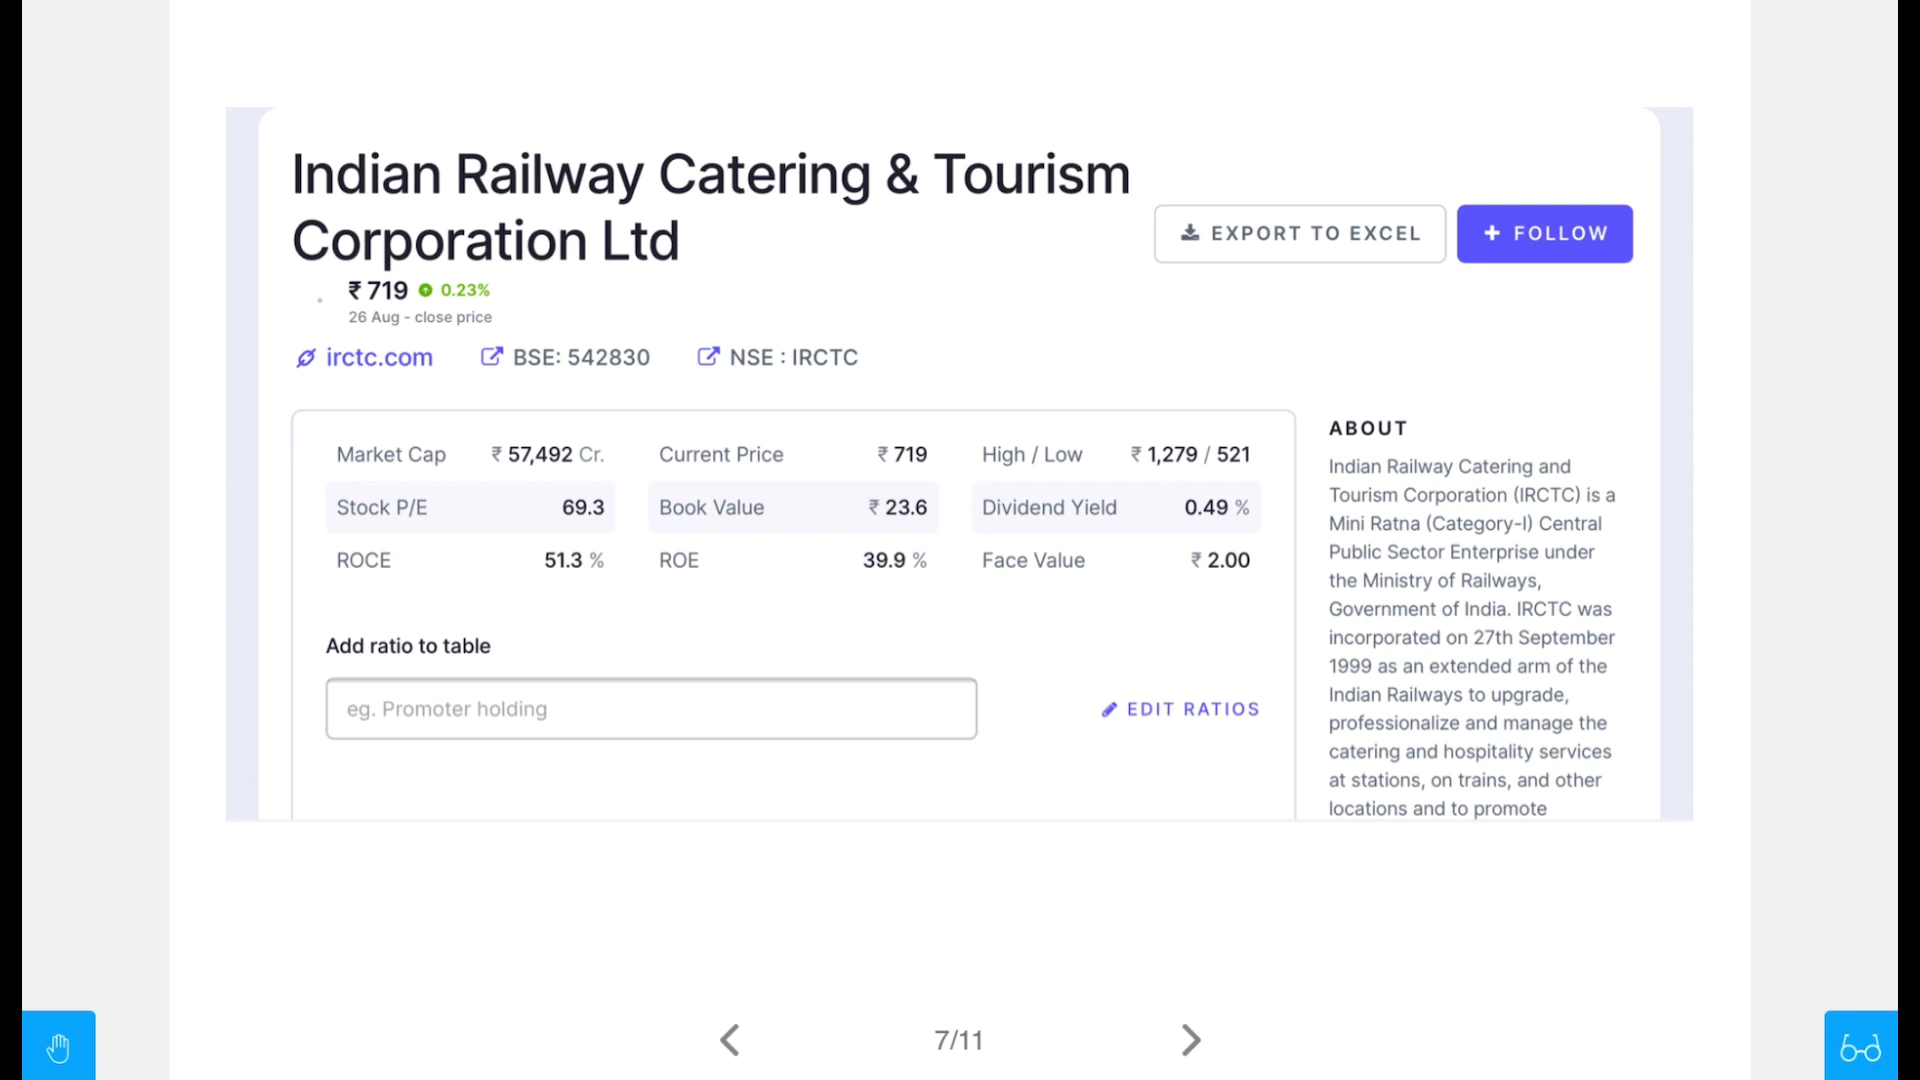 Indian Railway Catering & Tourism
Corporation Ltd
EXPORT TO EXCEL
+ FOLLOW
₹ 719 0.23%
26 Aug - close price
irctc.com BSE: 542830 NSE : IRCTC
Market Cap ₹ 57,492 Cr. Current Price ₹ 719 High / Low ₹ 1,279 / 521
Stock P/E 69.3 Book Value ₹ 23.6 Dividend Yield 0.49 %
ROCE 51.3 % ROE 39.9 % Face Value ₹ 2.00
Add ratio to table
eg. Promoter holding
EDIT RATIOS
ABOUT
Indian Railway Catering and
Tourism Corporation (IRCTC) is a
Mini Ratna (Category-I) Central
Public Sector Enterprise under
the Ministry of Railways,
Government of India. IRCTC was
incorporated on 27th September
1999 as an extended arm of the
Indian Railways to upgrade,
professionalize and manage the
catering and hospitality services
at stations, on trains, and other
locations and to promote
7/11